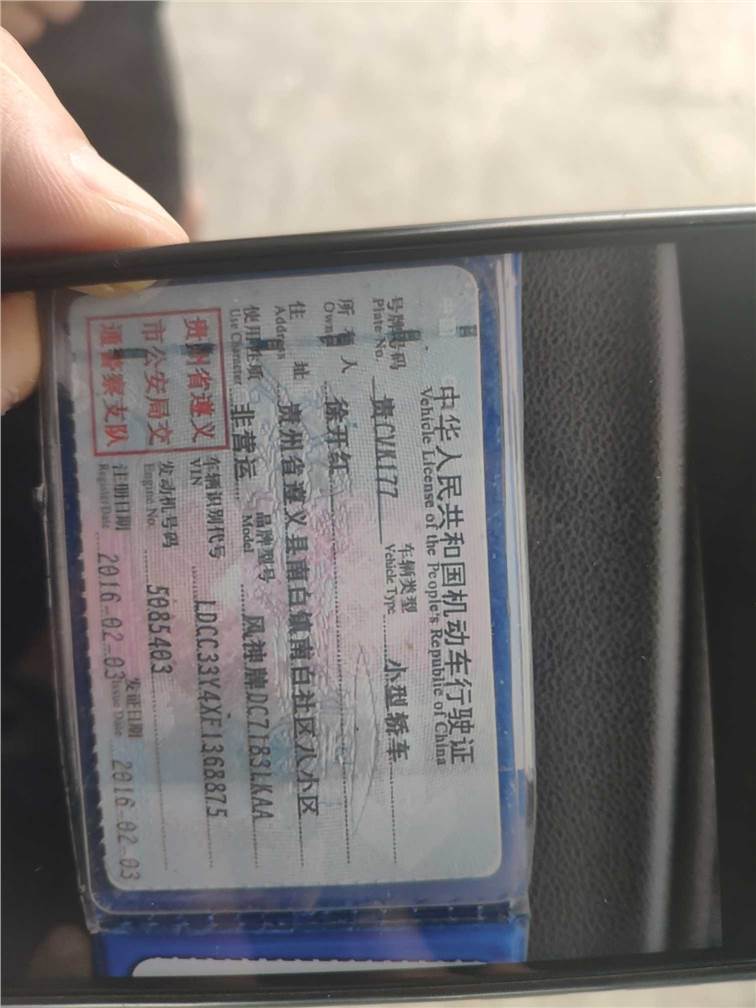 中华人民共和国机动车行驶证
Vehicle License of the People's Republic of China
号牌号码 贵CVK177 车辆类型 小型轿车
Plate No. Vehicle Type
所有人 徐开红
Owner
住址 贵州省遵义县南白镇南白社区八小区
Address
使用性质 非营运 品牌型号 风神牌DC7183LKAA
Use Character Model
贵州省遵义
市公安局交
通警察支队
车辆识别代号 LDCC33Y4XF1368875
VIN
发动机号码 5085403
Engine No.
注册日期 2016-02-03 发证日期 2016-02-03
Register Date Issue Date